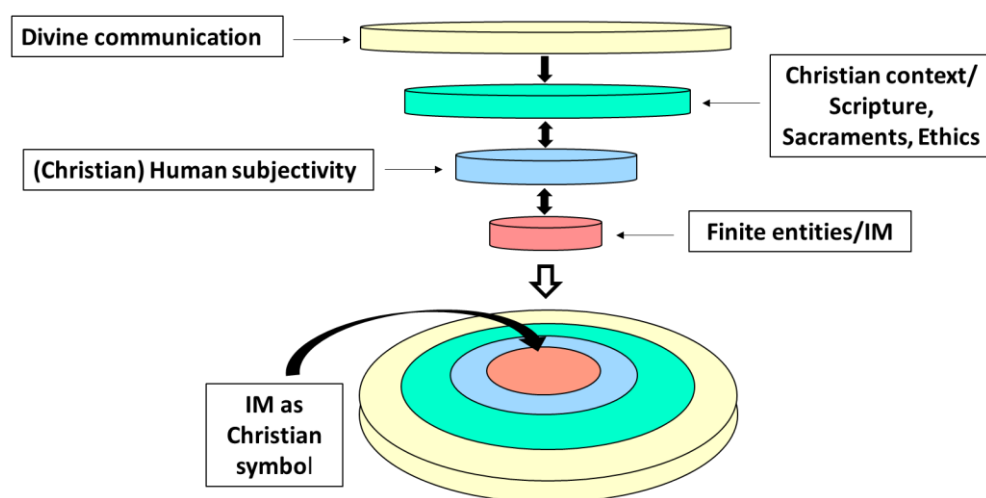 Divine communication
Christian context/
Scripture,
Sacraments, Ethics
(Christian) Human subjectivity
Finite entities/IM
IM as
Christian
symbol